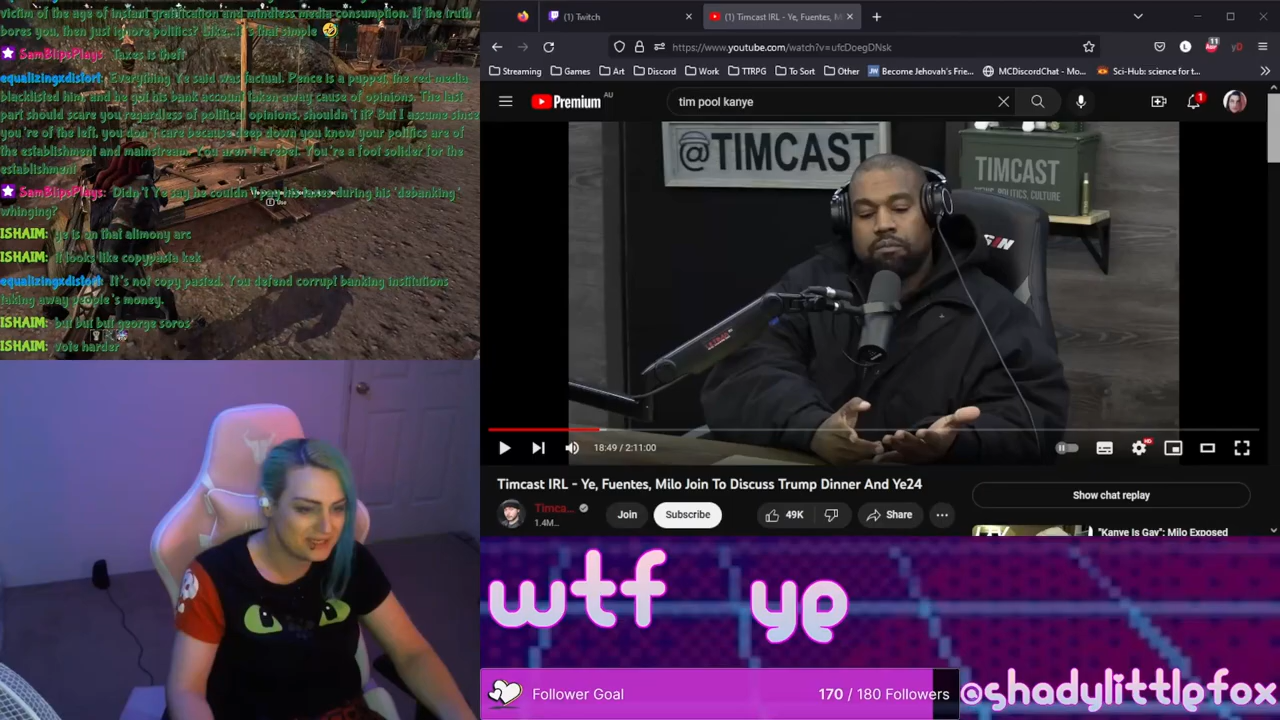 victim of the age of instant gratification and mindless media consumption. If the truth
bores you, then just ignore politics? Sike, it's that simple 🤣
SamBlipsPlays: Taxes is theft
equalizingxdistort: Everything Ye said was factual. Pence is a puppet, the red media
blacklisted him, and he got his bank account taken away cause of opinions. The last
part should scare you regardless of political opinions, shouldn't it? But I assume since
you're of the left, you don't care because deep down you know your politics are of
the establishment and mainstream. You aren't a rebel. You're a foot solider for the
establishment
SamBlipsPlays: Didn't Ye say he couldn't pay his taxes during his 'debanking'
whinging?
ISHAIM: ye is on that alimony arc
ISHAIM: it looks like copypasta kek
equalizingxdistort: It's not copy pasted. You defend corrupt banking institutions
taking away people's money.
ISHAIM: but but but george soros
ISHAIM: Vote harder
(1) Twitch
(1) Timcast IRL - Ye, Fuentes, M
https://www.youtube.com/watch?v=ufcDoegDNsk
11
Streaming Games Art Discord Work TTRPG To Sort Other Become Jehovah's Frie... MCDiscordChat - Mo... Sci-Hub: science for t...
Premium AU
tim pool kanye
1
@TIMCAST
TIMCAST
NEWS, POLITICS, CULTURE
18:49 / 2:11:00
HD
Timcast IRL - Ye, Fuentes, Milo Join To Discuss Trump Dinner And Ye24
Show chat replay
Timca...
1.4M...
Join
Subscribe
49K
Share
"Kanye Is Gay": Milo Exposed
wtf ye
Follower Goal
170 / 180 Followers
@shadylittlefox